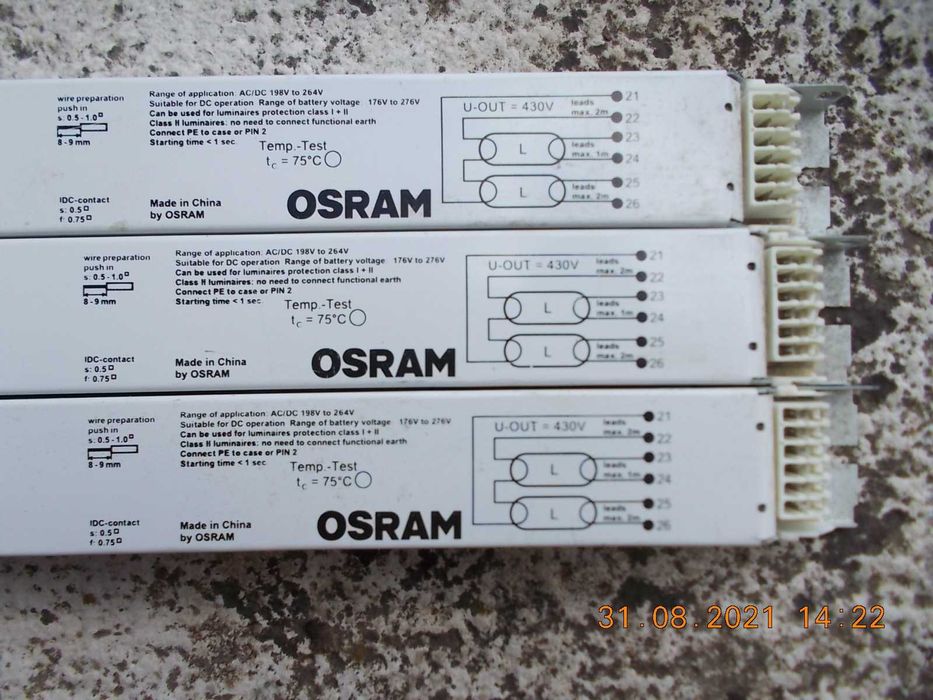 wire preparation
push in
s: 0.5-1.0
8-9 mm
IDC-contact
s: 0.5
f: 0.75
Range of application: AC/DC 198V to 264V
Suitable for DC operation Range of battery voltage 176V to 276V
Can be used for luminaires protection class I + II
Class II luminaires: no need to connect functional earth
Connect PE to case or PIN 2
Starting time < 1 sec.
Temp.-Test
tc = 75°C
Made in China
by OSRAM
OSRAM
U-OUT = 430V
leads
max. 2m
L
leads
max. 1m
L
leads
max. 2m
21
22
23
24
25
26
wire preparation
push in
s: 0.5-1.0
8-9 mm
IDC-contact
s: 0.5
f: 0.75
Range of application: AC/DC 198V to 264V
Suitable for DC operation Range of battery voltage 176V to 276V
Can be used for luminaires protection class I + II
Class II luminaires: no need to connect functional earth
Connect PE to case or PIN 2
Starting time < 1 sec
Temp.-Test
tc = 75°C
Made in China
by OSRAM
OSRAM
U-OUT = 430V
leads
max. 2m
L
leads
max. 1m
L
leads
max. 2m
21
22
23
24
25
26
wire preparation
push in
s: 0.5-1.0
8-9 mm
IDC-contact
s: 0.5
f: 0.75
Range of application: AC/DC 198V to 264V
Suitable for DC operation Range of battery voltage 176V to 276V
Can be used for luminaires protection class I + II
Class II luminaires: no need to connect functional earth
Connect PE to case or PIN 2
Starting time < 1 sec
Temp.-Test
tc = 75°C
Made in China
by OSRAM
OSRAM
U-OUT = 430V
leads
max. 2m
L
leads
max. 1m
L
leads
max. 2m
21
22
23
24
25
26
31.08.2021 14:22